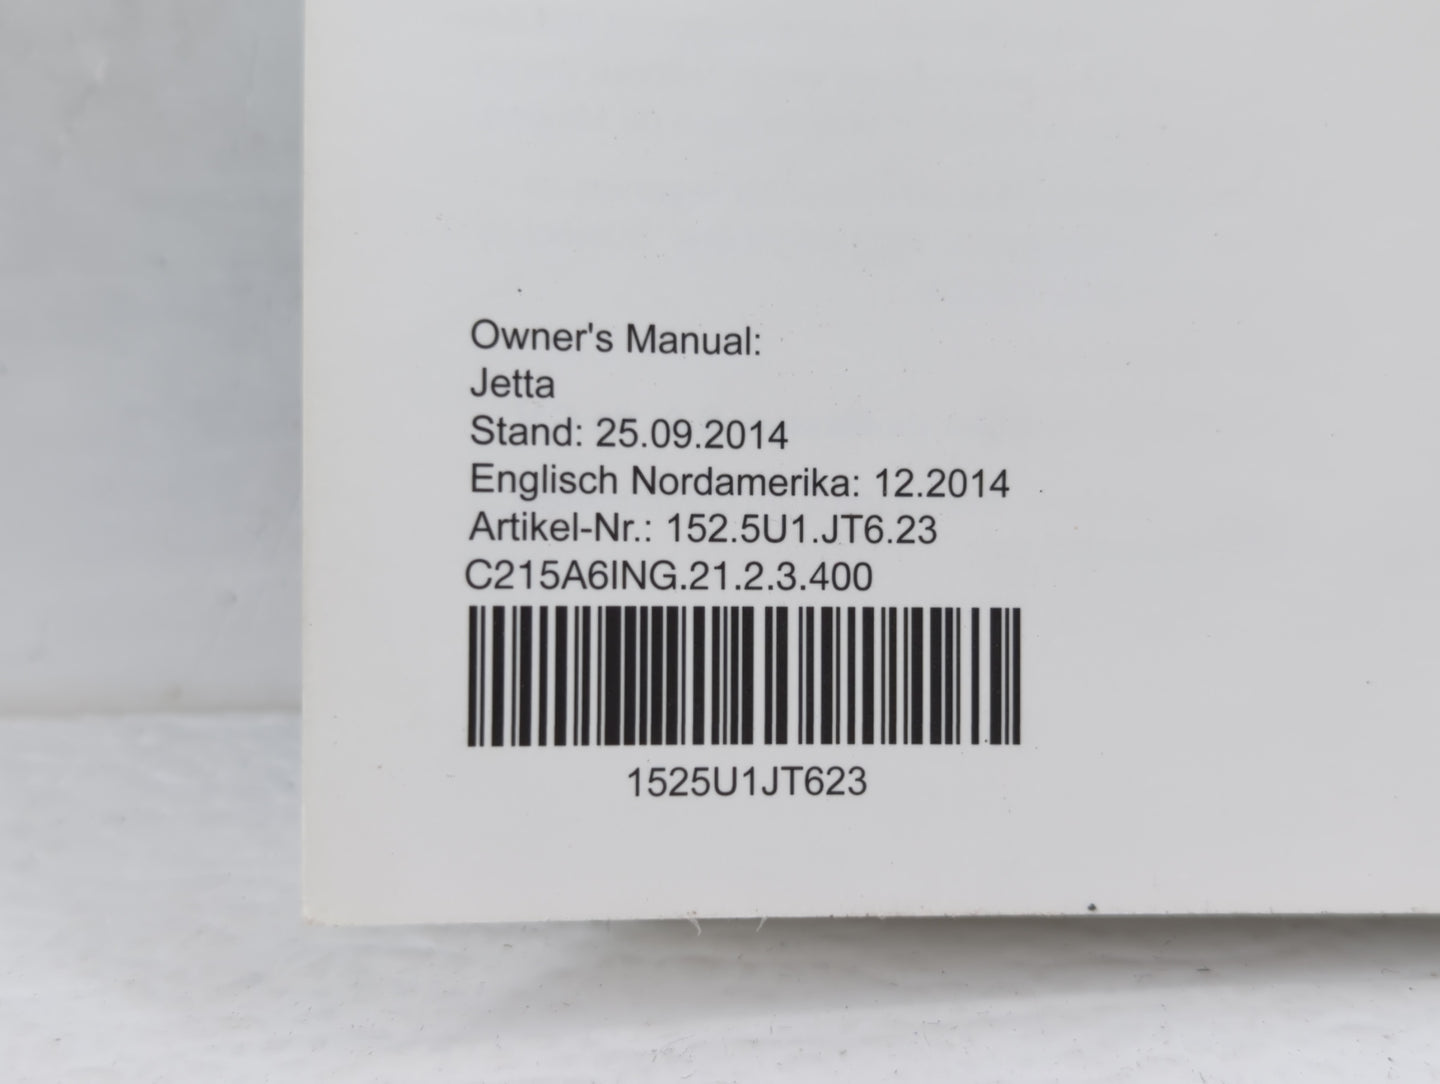 Owner's Manual:
Jetta
Stand: 25.09.2014
Englisch Nordamerika: 12.2014
Artikel-Nr.: 152.5U1.JT6.23
C215A6ING.21.2.3.400
1525U1JT623